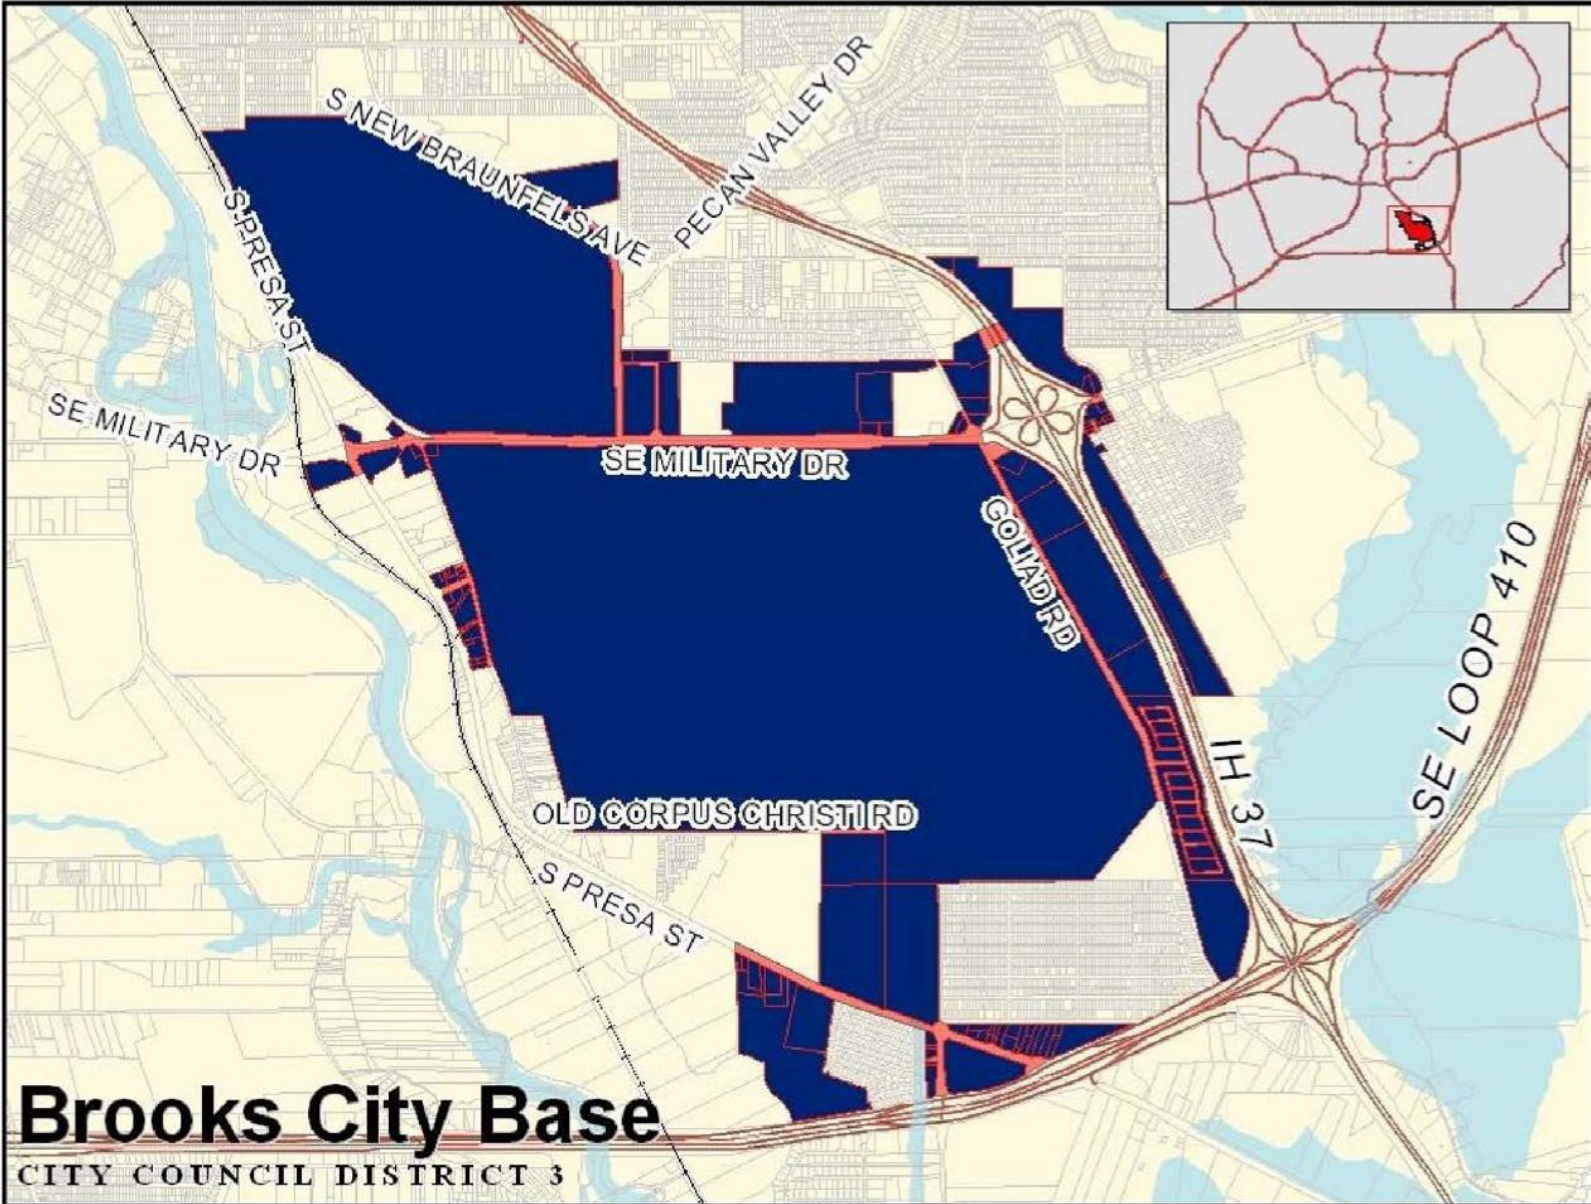 S NEW BRAUNFELS AVE
PECAN VALLEY DR
S PRESA ST
SE MILITARY DR
SE MILITARY DR
GOLIAD RD
SE LOOP 410
IH 37
OLD CORPUS CHRISTI RD
S PRESA ST
Brooks City Base
CITY COUNCIL DISTRICT 3